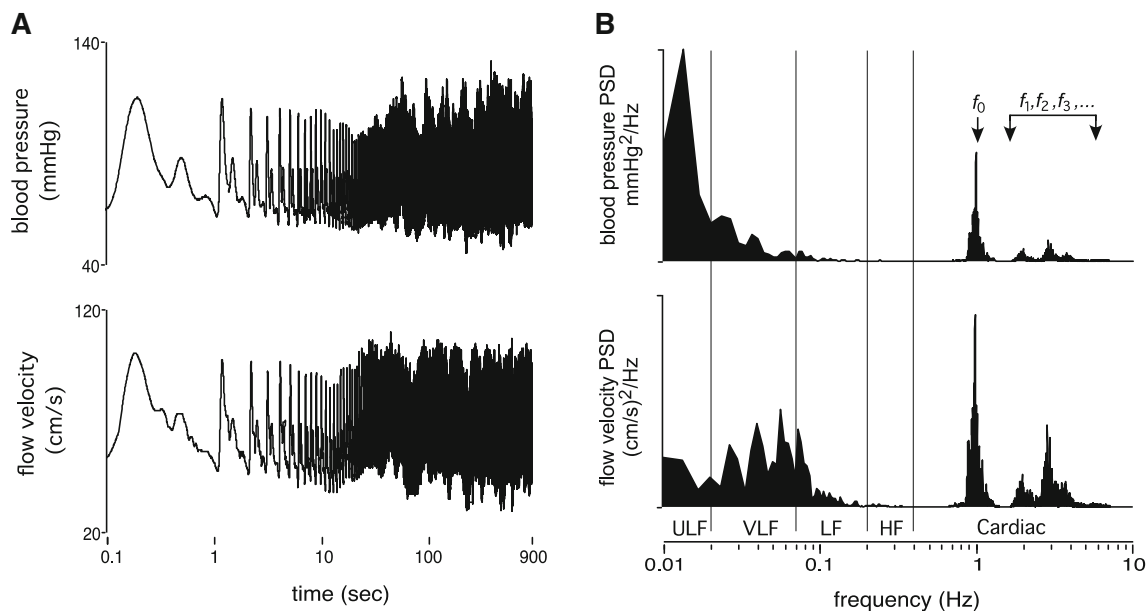 A
140
blood pressure
(mmHg)
40
120
flow velocity
(cm/s)
20
0.1
1
10
100
900
time (sec)
B
blood pressure PSD
mmHg²/Hz
f₀
f₁,f₂,f₃,...
flow velocity PSD
(cm/s)²/Hz
ULF
VLF
LF
HF
Cardiac
0.01
0.1
1
10
frequency (Hz)